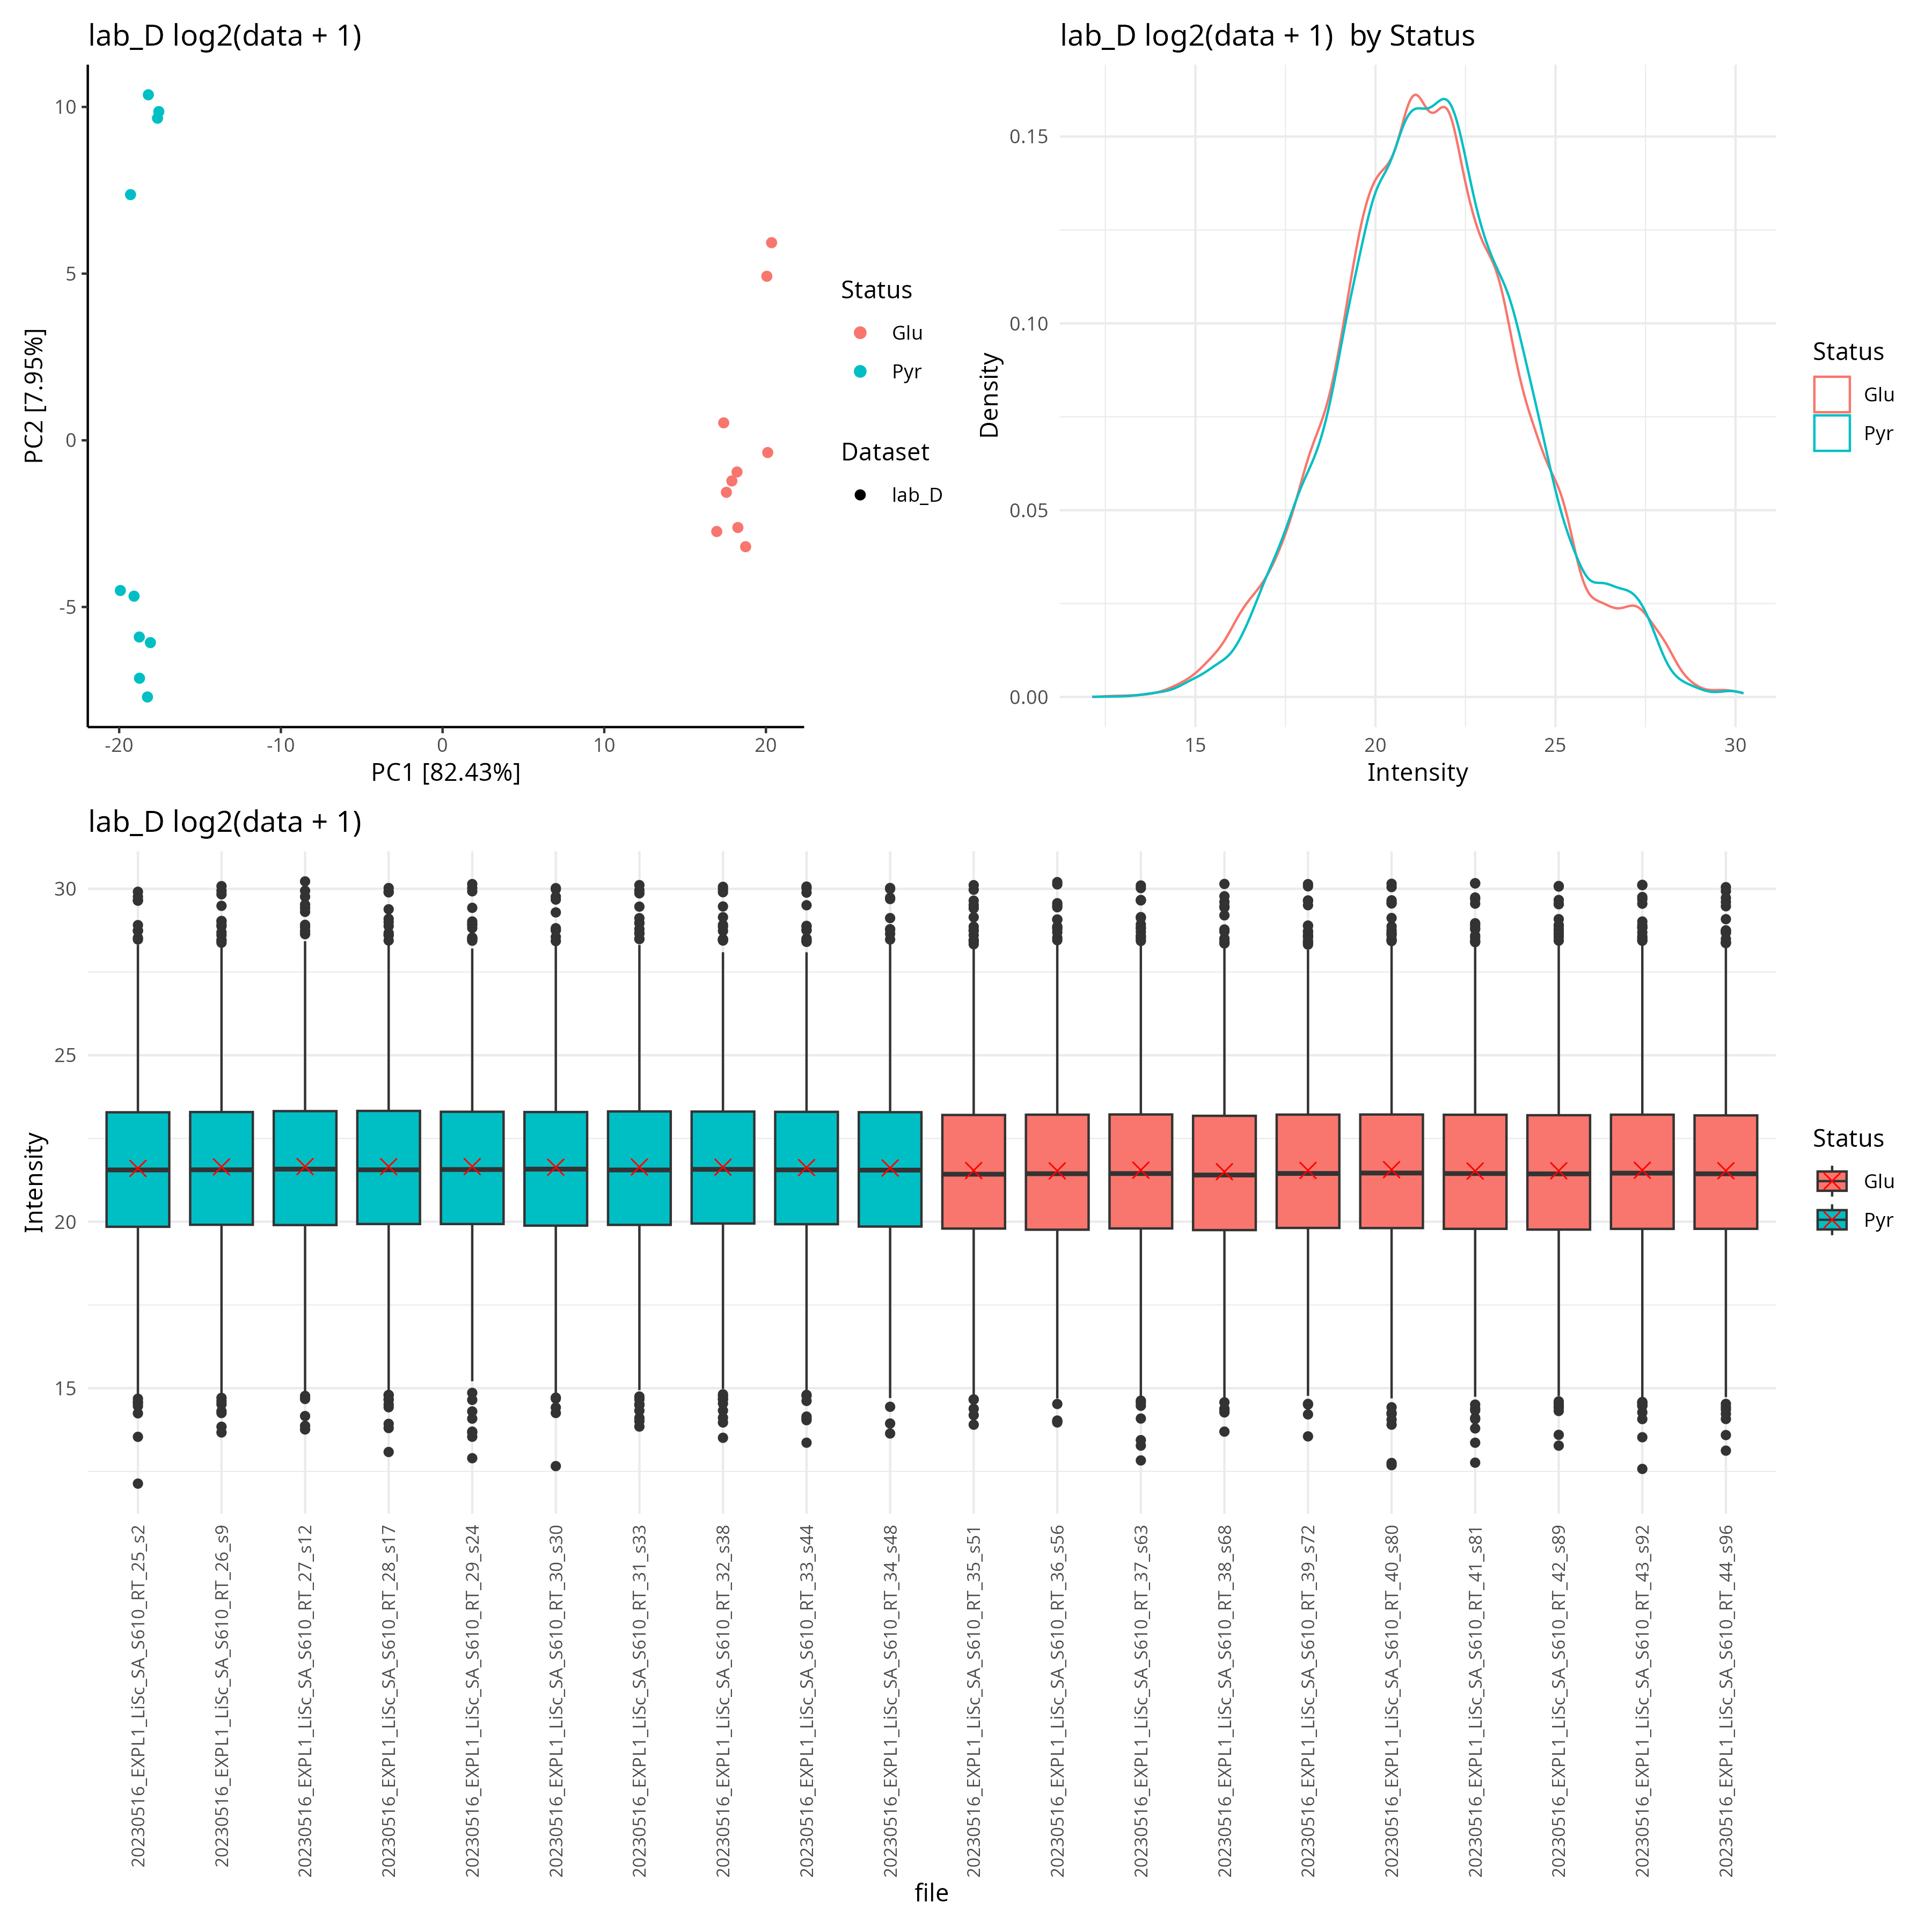 lab_D log2(data + 1)
10
5
0
-5
PC2 [7.95%]
-20
-10
0
10
20
PC1 [82.43%]
Status
Glu
Pyr
Dataset
lab_D
lab_D log2(data + 1)  by Status
0.15
0.10
0.05
0.00
Density
15
20
25
30
Intensity
Status
Glu
Pyr
lab_D log2(data + 1)
30
25
20
15
Intensity
20230516_EXPL1_LiSc_SA_S610_RT_25_s2
20230516_EXPL1_LiSc_SA_S610_RT_26_s9
20230516_EXPL1_LiSc_SA_S610_RT_27_s12
20230516_EXPL1_LiSc_SA_S610_RT_28_s17
20230516_EXPL1_LiSc_SA_S610_RT_29_s24
20230516_EXPL1_LiSc_SA_S610_RT_30_s30
20230516_EXPL1_LiSc_SA_S610_RT_31_s33
20230516_EXPL1_LiSc_SA_S610_RT_32_s38
20230516_EXPL1_LiSc_SA_S610_RT_33_s44
20230516_EXPL1_LiSc_SA_S610_RT_34_s48
20230516_EXPL1_LiSc_SA_S610_RT_35_s51
20230516_EXPL1_LiSc_SA_S610_RT_36_s56
20230516_EXPL1_LiSc_SA_S610_RT_37_s63
20230516_EXPL1_LiSc_SA_S610_RT_38_s68
20230516_EXPL1_LiSc_SA_S610_RT_39_s72
20230516_EXPL1_LiSc_SA_S610_RT_40_s80
20230516_EXPL1_LiSc_SA_S610_RT_41_s81
20230516_EXPL1_LiSc_SA_S610_RT_42_s89
20230516_EXPL1_LiSc_SA_S610_RT_43_s92
20230516_EXPL1_LiSc_SA_S610_RT_44_s96
file
Status
Glu
Pyr